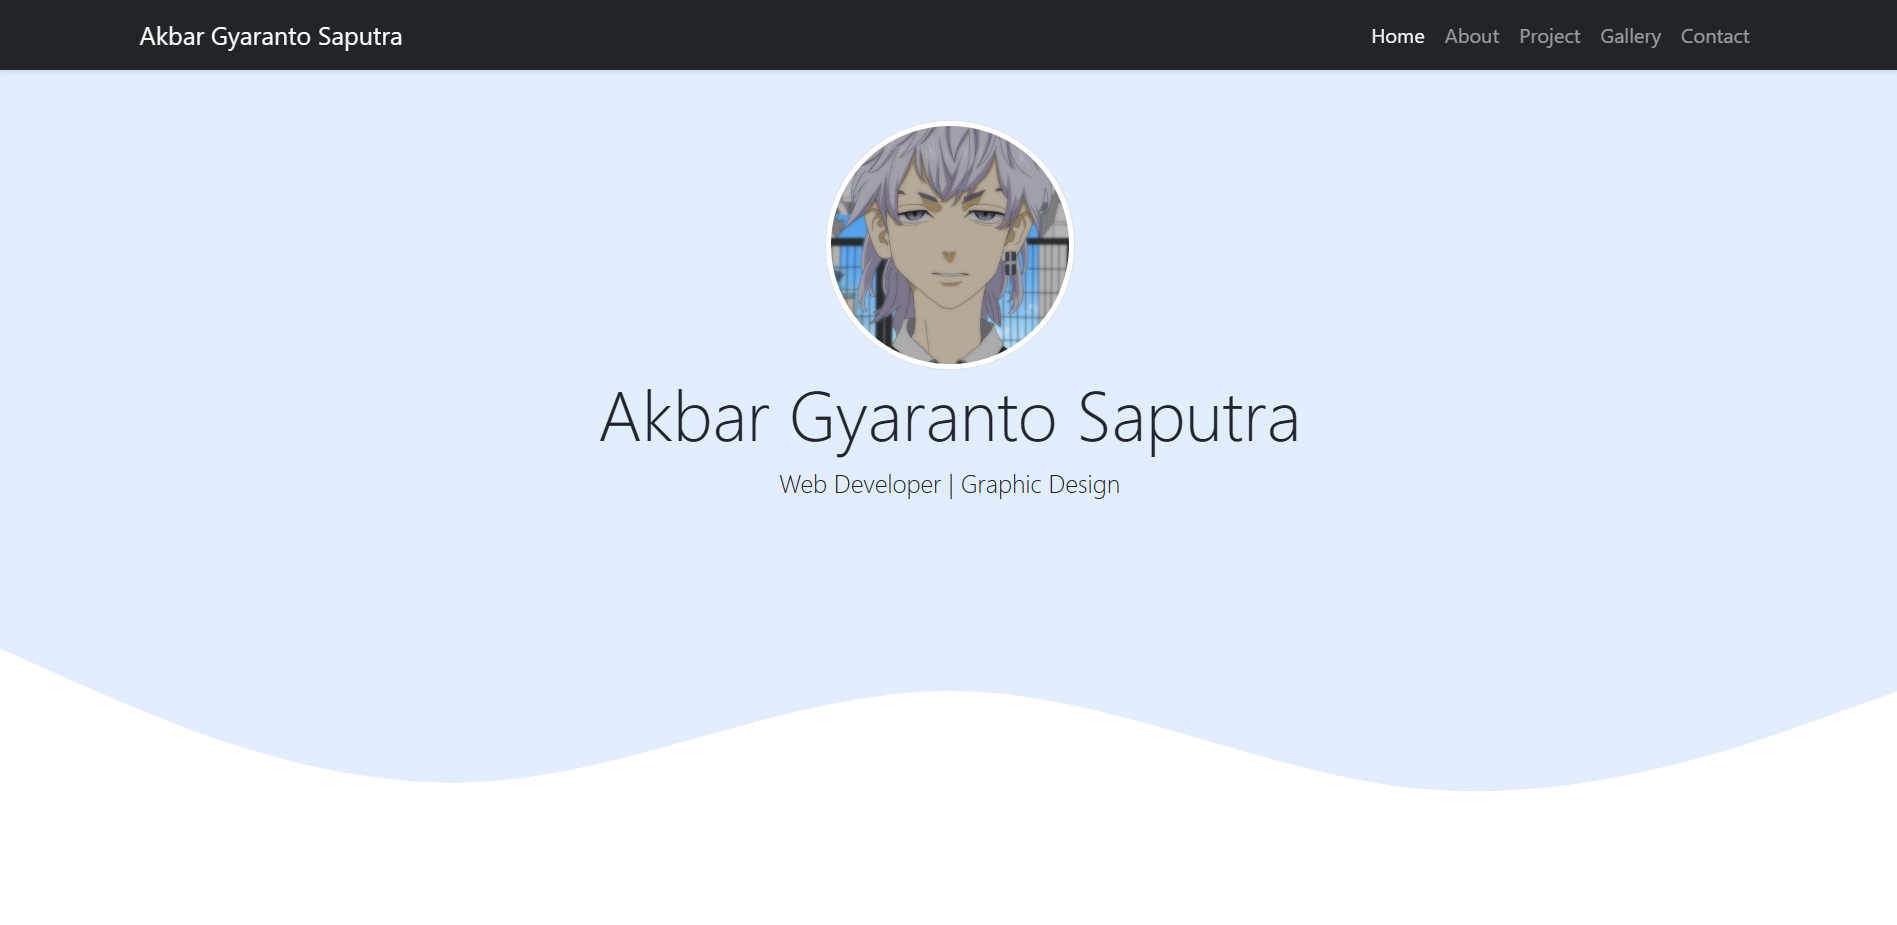 Akbar Gyaranto Saputra
Home About Project Gallery Contact
Akbar Gyaranto Saputra
Web Developer | Graphic Design